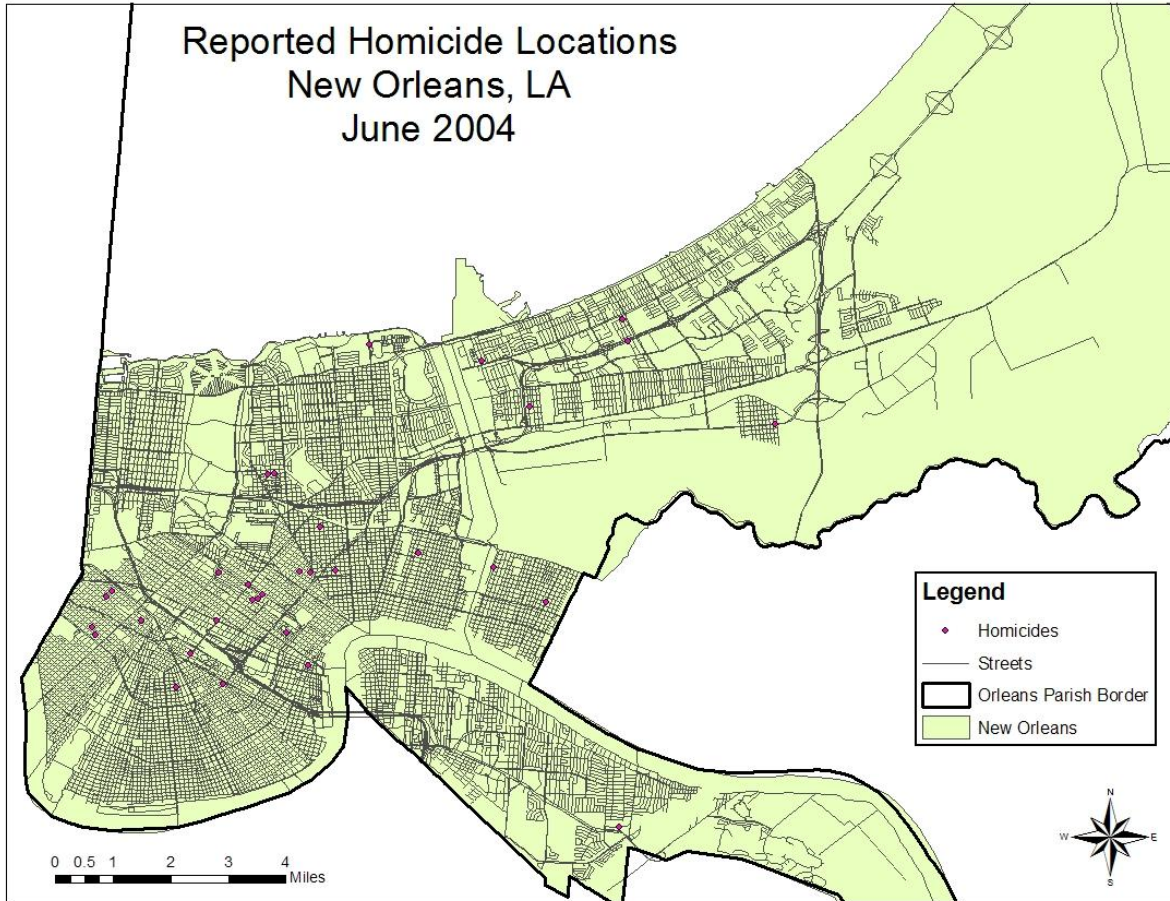 Reported Homicide Locations
New Orleans, LA
June 2004
Legend
Homicides
Streets
Orleans Parish Border
New Orleans
0 0.5 1 2 3 4
Miles
N
W E
S